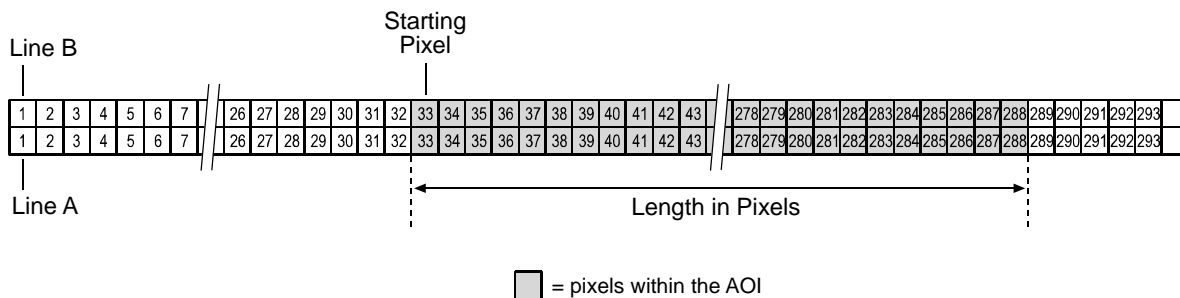 Starting
Pixel
Line B
1 2 3 4 5 6 7 26 27 28 29 30 31 32 33 34 35 36 37 38 39 40 41 42 43 278 279 280 281 282 283 284 285 286 287 288 289 290 291 292 293
1 2 3 4 5 6 7 26 27 28 29 30 31 32 33 34 35 36 37 38 39 40 41 42 43 278 279 280 281 282 283 284 285 286 287 288 289 290 291 292 293
Line A
Length in Pixels
= pixels within the AOI